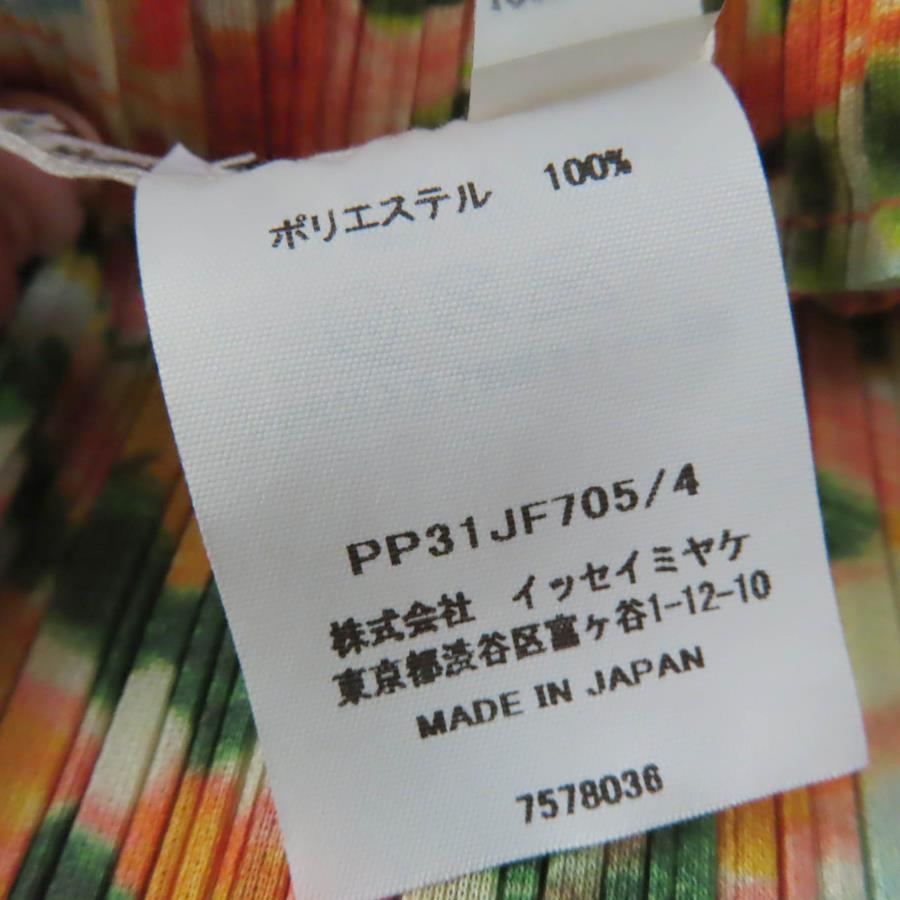 ポリエステル 100%
PP31JF705/4
株式会社 イッセイミヤケ
東京都渋谷区富ヶ谷1-12-10
MADE IN JAPAN
7578036